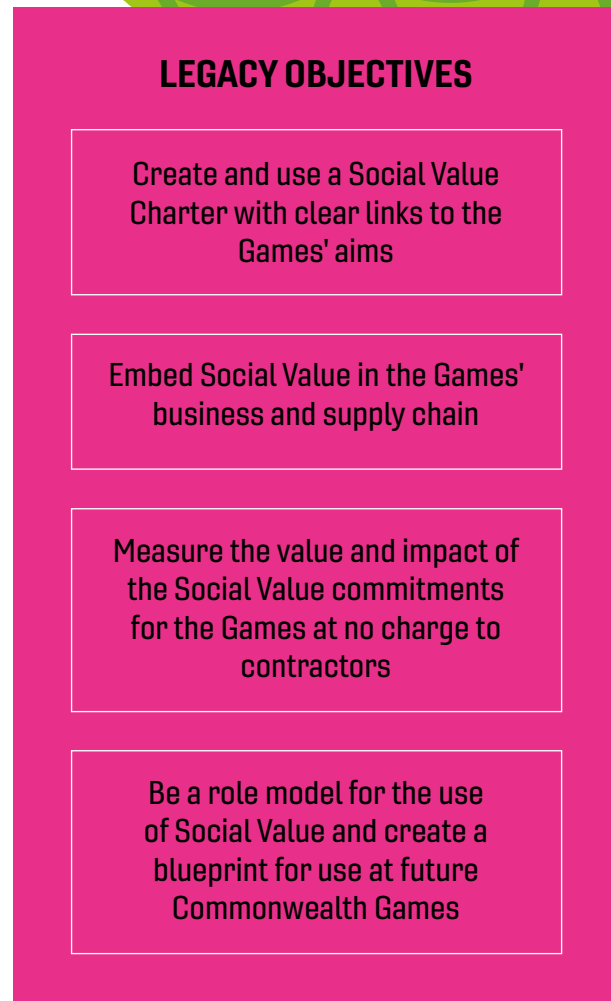 LEGACY OBJECTIVES
Create and use a Social Value
Charter with clear links to the
Games' aims
Embed Social Value in the Games'
business and supply chain
Measure the value and impact of
the Social Value commitments
for the Games at no charge to
contractors
Be a role model for the use
of Social Value and create a
blueprint for use at future
Commonwealth Games